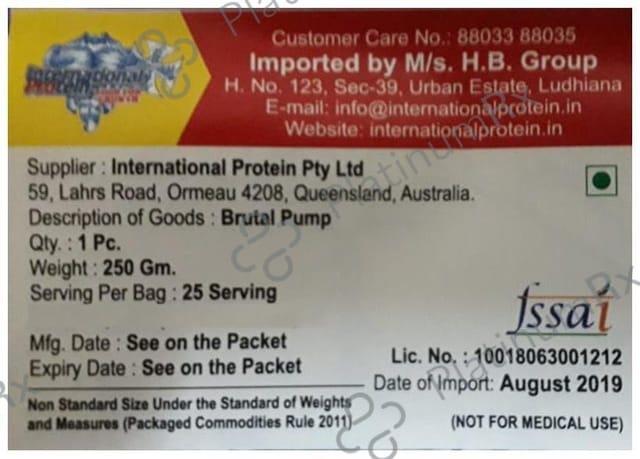 Customer Care No.: 88033 88035
Imported by M/s. H.B. Group
H. No. 123, Sec-39, Urban Estate, Ludhiana
E-mail: info@internationalprotein.in
Website: internationalprotein.in
International
Protein
Supplier : International Protein Pty Ltd
59, Lahrs Road, Ormeau 4208, Queensland, Australia.
Description of Goods : Brutal Pump
Qty. : 1 Pc.
Weight : 250 Gm.
Serving Per Bag : 25 Serving
fssai
Mfg. Date : See on the Packet
Expiry Date : See on the Packet
Lic. No. : 10018063001212
Date of Import: August 2019
Non Standard Size Under the Standard of Weights
and Measures (Packaged Commodities Rule 2011)
(NOT FOR MEDICAL USE)
PlatinumRx